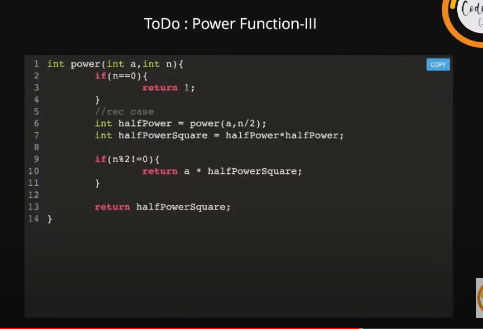 ToDo : Power Function-III
COPY
1 int power(int a,int n){
2 if(n==0){
3 return 1;
4 }
5 //rec case
6 int halfPower = power(a,n/2);
7 int halfPowerSquare = halfPower*halfPower;
8
9 if(n%2!=0){
10 return a * halfPowerSquare;
11 }
12
13 return halfPowerSquare;
14 }